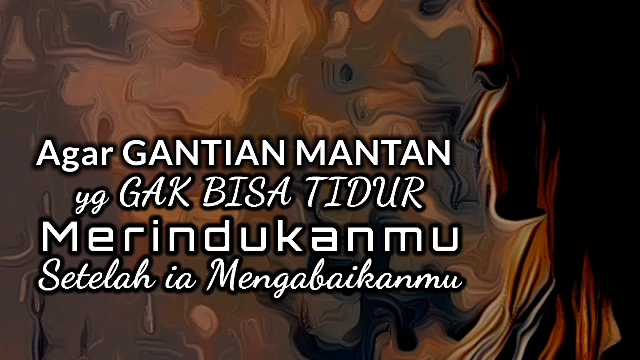 Agar GANTIAN MANTAN
yg GAK BISA TIDUR
Merindukanmu
Setelah ia Mengabaikanmu